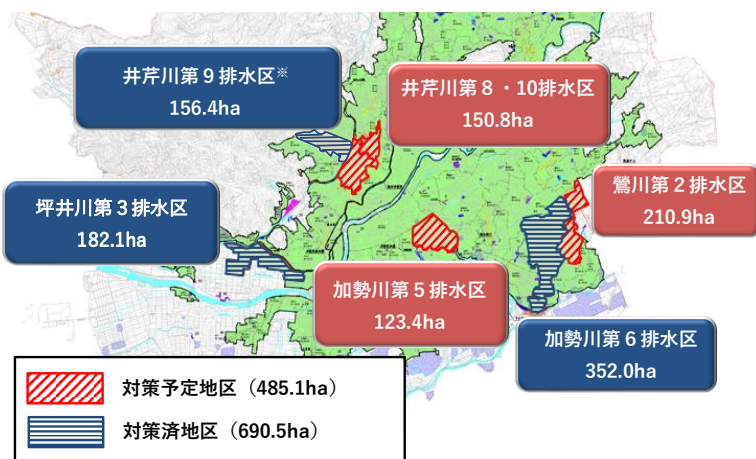 井芹川第９排水区※
156.4ha
井芹川第８・10排水区
150.8ha
鶯川第２排水区
210.9ha
坪井川第３排水区
182.1ha
加勢川第５排水区
123.4ha
加勢川第６排水区
352.0ha
対策予定地区（485.1ha）
対策済地区（690.5ha）